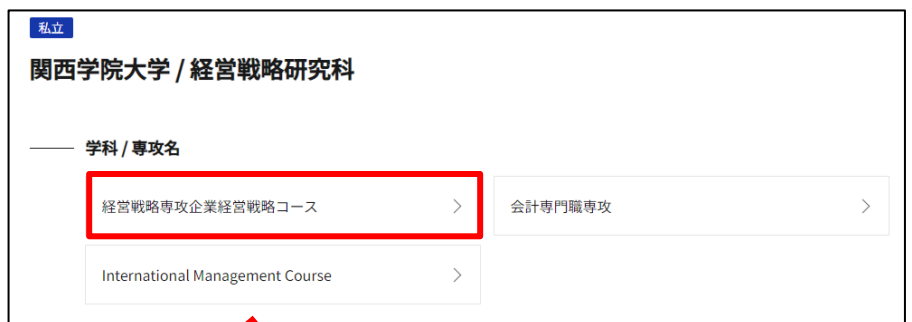 私立
関西学院大学 / 経営戦略研究科
学科 / 専攻名
経営戦略専攻企業経営戦略コース
会計専門職専攻
International Management Course